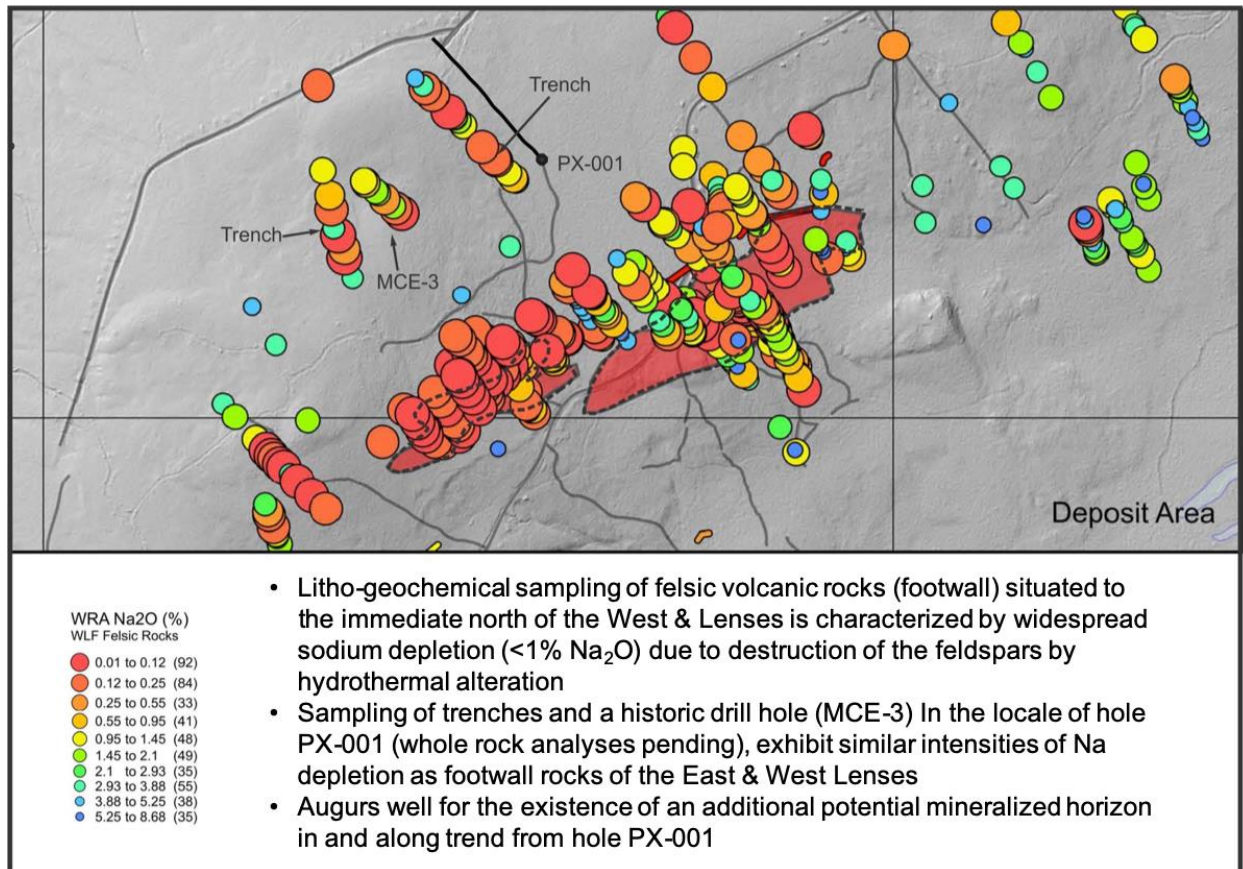 Trench
PX-001
Trench
MCE-3
Deposit Area
WRA Na2O (%)
WLF Felsic Rocks
0.01 to 0.12 (92)
0.12 to 0.25 (84)
0.25 to 0.55 (33)
0.55 to 0.95 (41)
0.95 to 1.45 (48)
1.45 to 2.1 (49)
2.1 to 2.93 (35)
2.93 to 3.88 (55)
3.88 to 5.25 (38)
5.25 to 8.68 (35)
• Litho-geochemical sampling of felsic volcanic rocks (footwall) situated to
the immediate north of the West & Lenses is characterized by widespread
sodium depletion (<1% Na₂O) due to destruction of the feldspars by
hydrothermal alteration
• Sampling of trenches and a historic drill hole (MCE-3) In the locale of hole
PX-001 (whole rock analyses pending), exhibit similar intensities of Na
depletion as footwall rocks of the East & West Lenses
• Augurs well for the existence of an additional potential mineralized horizon
in and along trend from hole PX-001